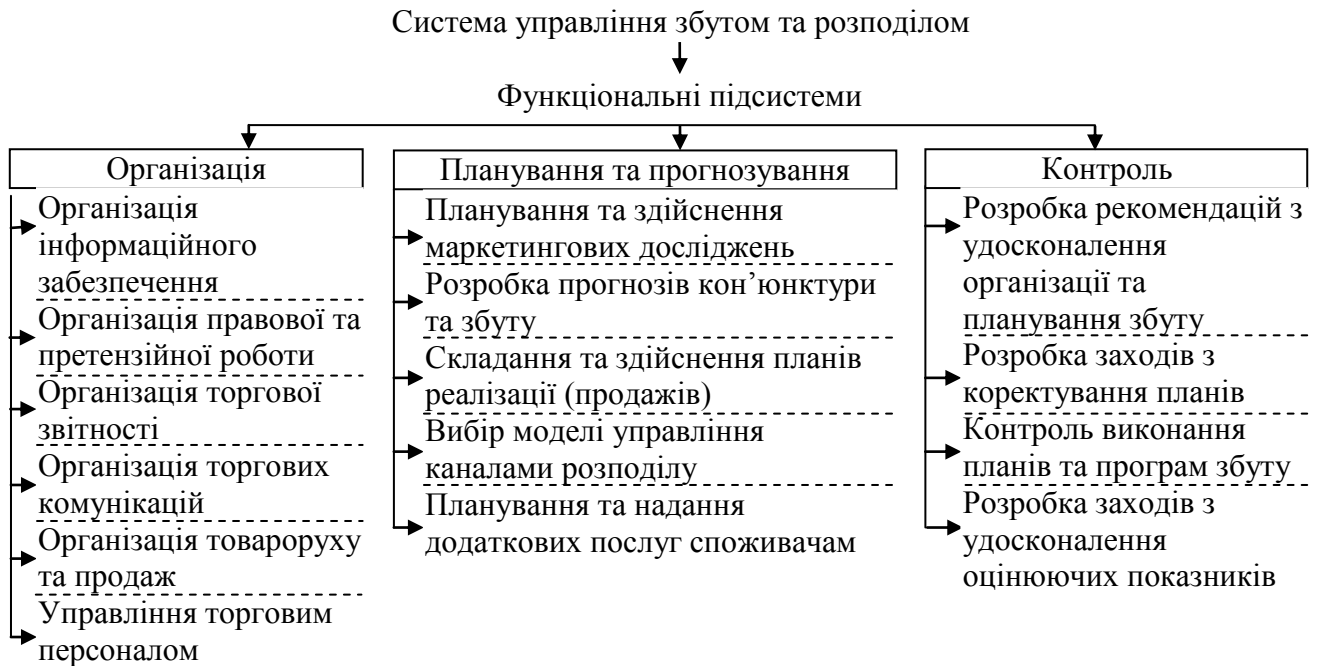 Система управління збутом та розподілом
Функціональні підсистеми
Організація
Організація
інформаційного
забезпечення
Організація правової та
претензійної роботи
Організація торгової
звітності
Організація торгових
комунікацій
Організація товароруху
та продаж
Управління торговим
персоналом
Планування та прогнозування
Планування та здійснення
маркетингових досліджень
Розробка прогнозів кон’юнктури
та збуту
Складання та здійснення планів
реалізації (продажів)
Вибір моделі управління
каналами розподілу
Планування та надання
додаткових послуг споживачам
Контроль
Розробка рекомендацій з
удосконалення
організації та
планування збуту
Розробка заходів з
коректування планів
Контроль виконання
планів та програм збуту
Розробка заходів з
удосконалення
оцінюючих показників